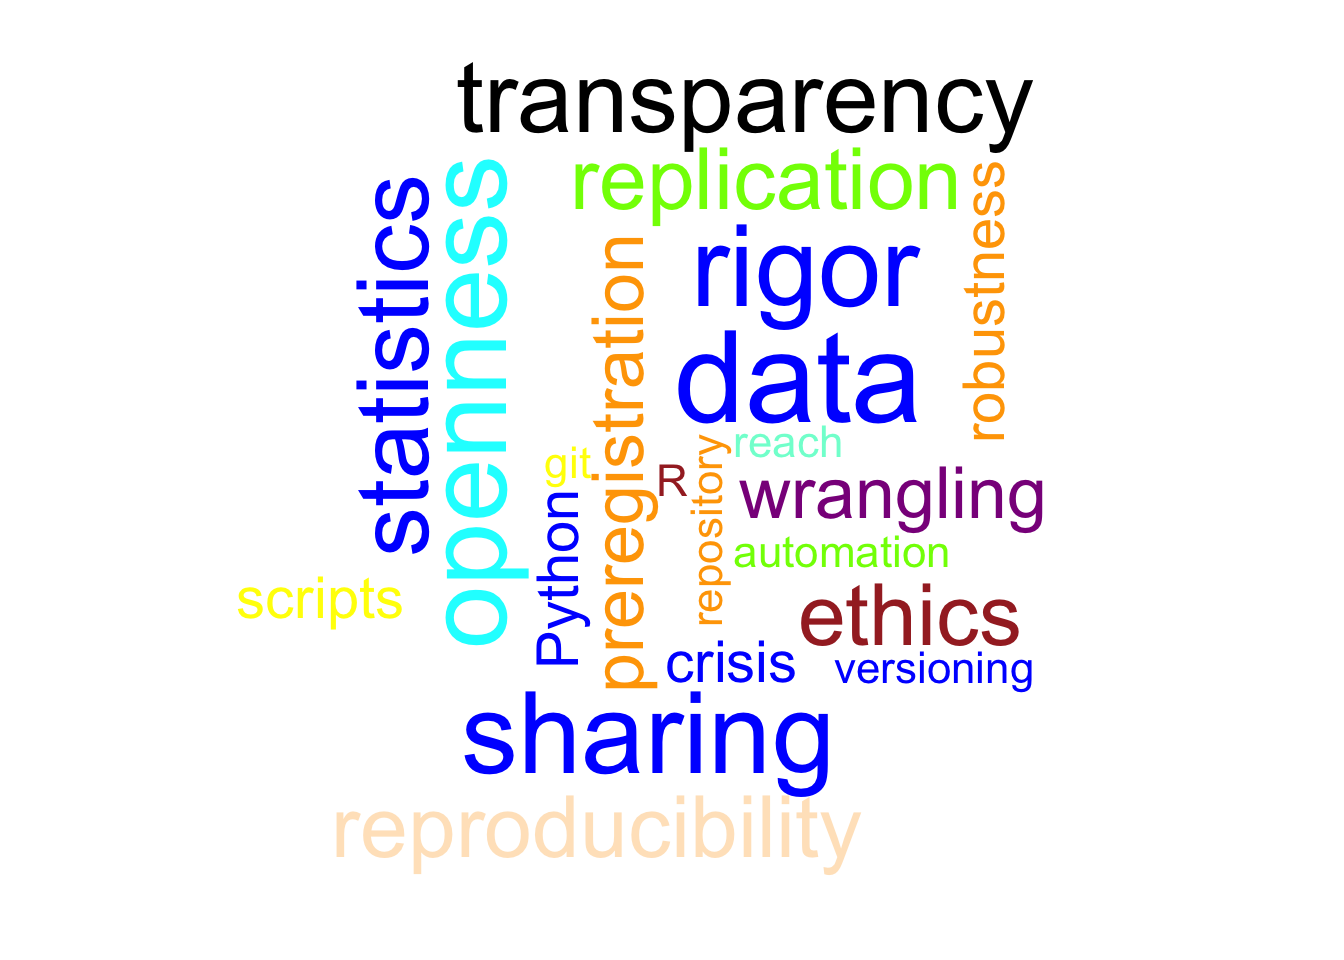 transparency
replication
statistics
openness
robustness
rigor
preregistration
data
reach
git
R
repository
wrangling
Python
automation
scripts
ethics
crisis
versioning
sharing
reproducibility